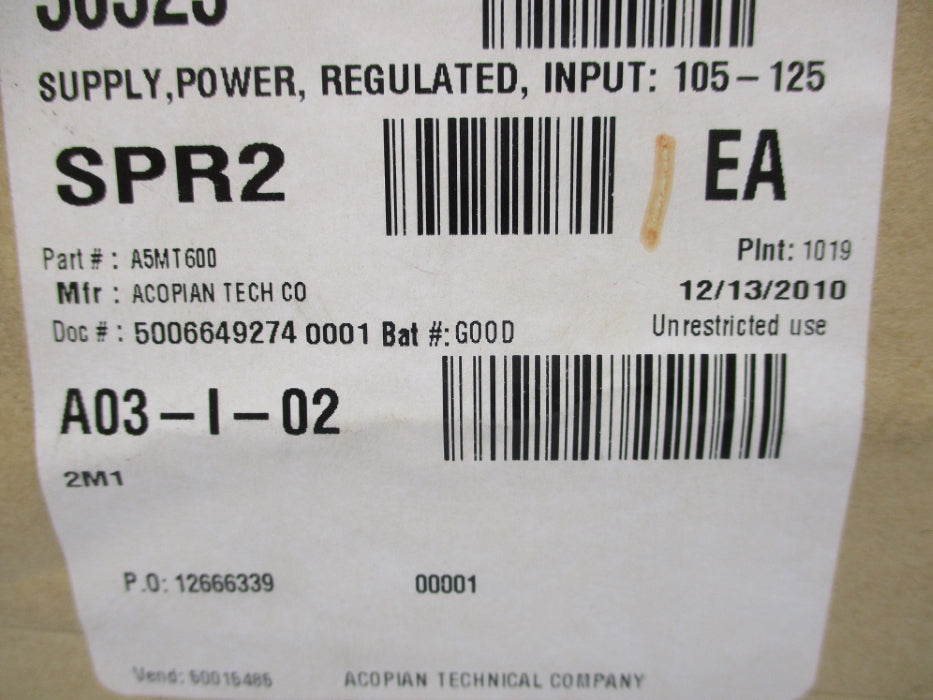 SUPPLY,POWER, REGULATED, INPUT: 105-125
SPR2 EA
Part # : A5MT600 Plnt: 1019
Mfr : ACOPIAN TECH CO 12/13/2010
Doc # : 5006649274 0001 Bat #: GOOD Unrestricted use
A03-I-02
2M1
P.O: 12666339 00001
Vend: ACOPIAN TECHNICAL COMPANY